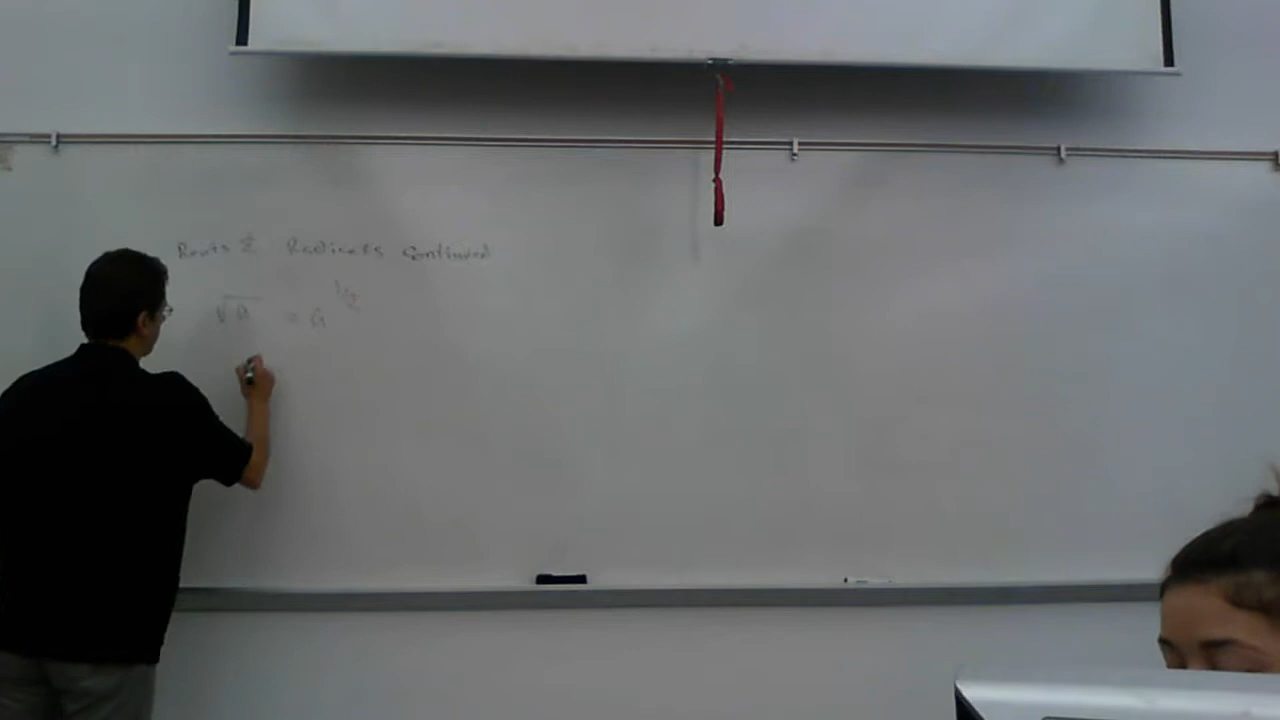 Roots & Radicals Continued
√a = a^1/2